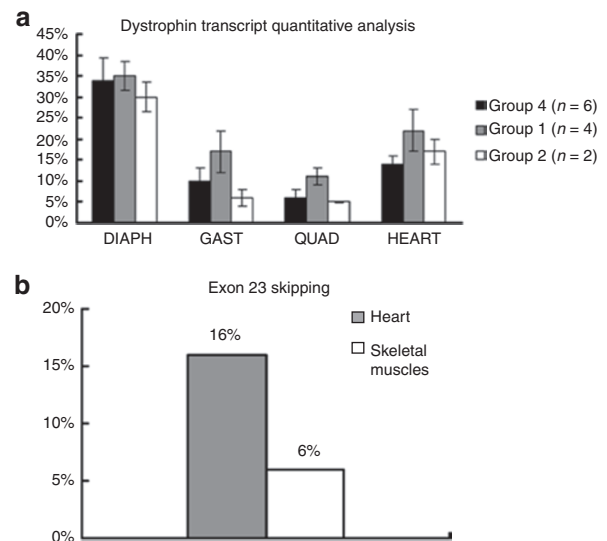 a
Dystrophin transcript quantitative analysis
45%
40%
35%
30%
25%
20%
15%
10%
5%
0%
DIAPH GAST QUAD HEART
Group 4 (n = 6)
Group 1 (n = 4)
Group 2 (n = 2)
b
Exon 23 skipping
20%
15%
10%
5%
0%
16%
6%
Heart
Skeletal
muscles